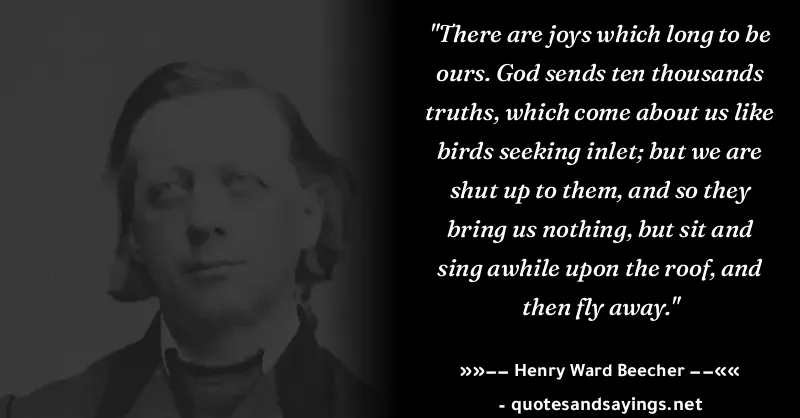 "There are joys which long to be
ours. God sends ten thousands
truths, which come about us like
birds seeking inlet; but we are
shut up to them, and so they
bring us nothing, but sit and
sing awhile upon the roof, and
then fly away."
»»–– Henry Ward Beecher ––««
- quotesandsayings.net